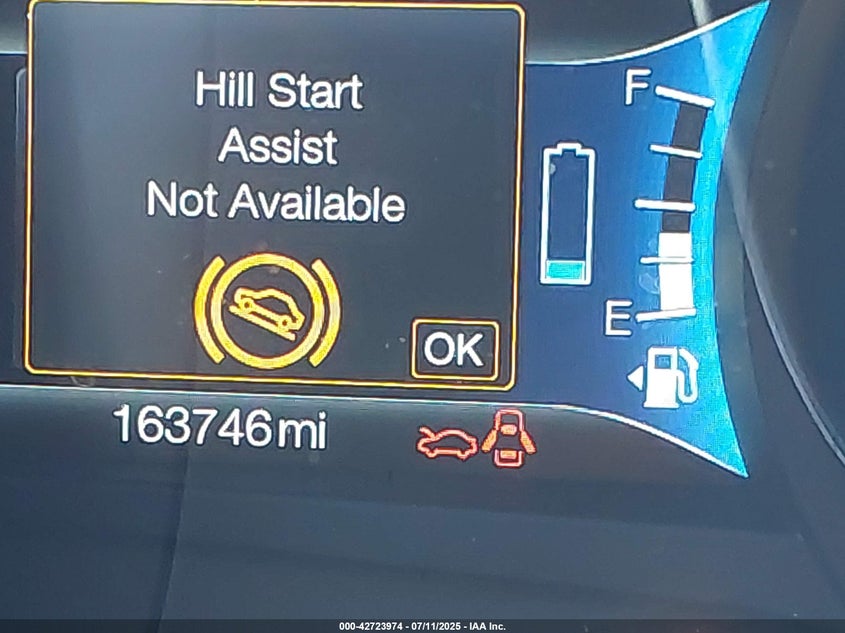 Hill Start
Assist
Not Available
OK
F
E
163746mi
000-42723974 - 07/11/2025 - IAA Inc.